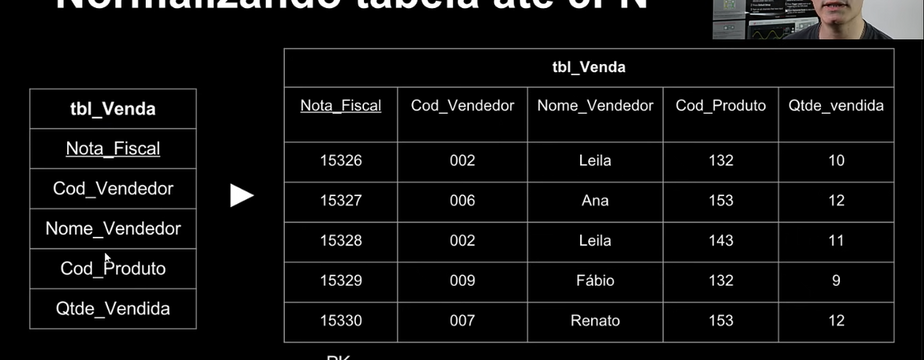 Normalizando tabela até 3FN
tbl_Venda
Nota_Fiscal
Cod_Vendedor
Nome_Vendedor
Cod_Produto
Qtde_Vendida
tbl_Venda
Nota_Fiscal Cod_Vendedor Nome_Vendedor Cod_Produto Qtde_vendida
15326 002 Leila 132 10
15327 006 Ana 153 12
15328 002 Leila 143 11
15329 009 Fábio 132 9
15330 007 Renato 153 12
PK